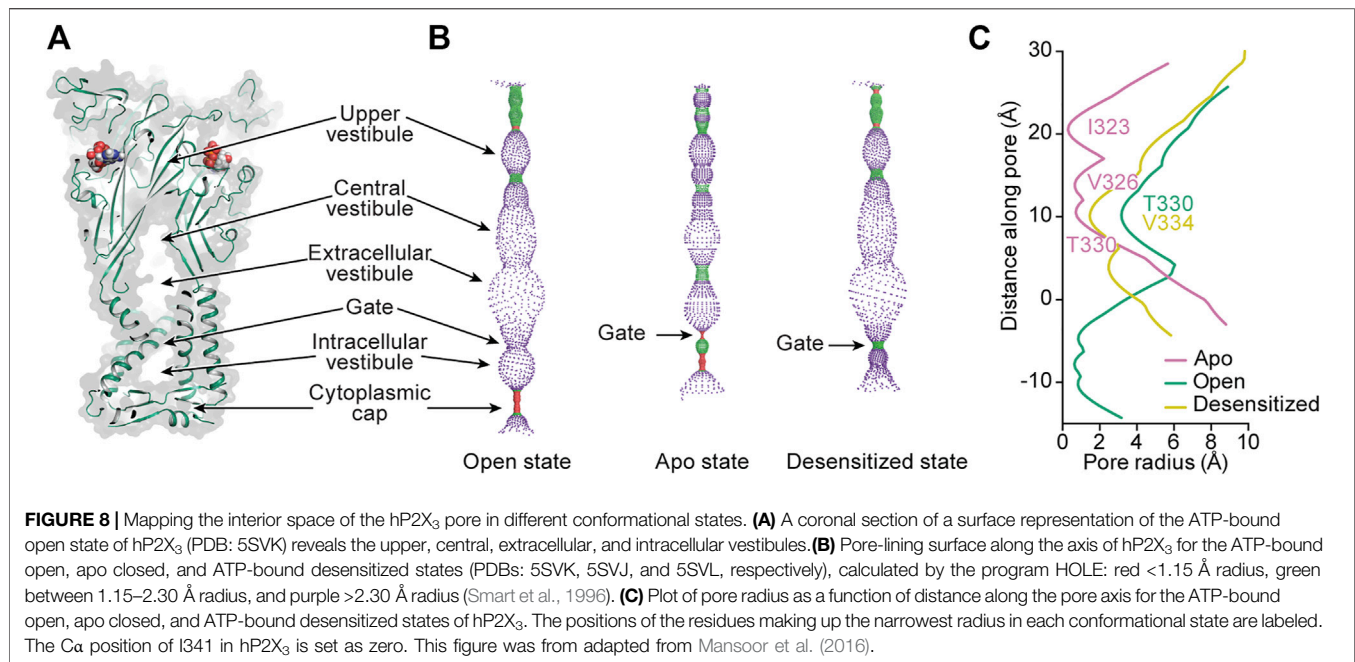 A
B
C
Upper
vestibule
Central
vestibule
Extracellular
vestibule
Gate
Intracellular
vestibule
Cytoplasmic
cap
Gate
Gate
Open state
Apo state
Desensitized state
30
20
10
0
-10
Distance along pore (Å)
I323
V326
T330
T330
V334
Apo
Open
Desensitized
0 2 4 6 8 10
Pore radius (Å)
FIGURE 8 | Mapping the interior space of the hP2X₃ pore in different conformational states. (A) A coronal section of a surface representation of the ATP-bound
open state of hP2X₃ (PDB: 5SVK) reveals the upper, central, extracellular, and intracellular vestibules.(B) Pore-lining surface along the axis of hP2X₃ for the ATP-bound
open, apo closed, and ATP-bound desensitized states (PDBs: 5SVK, 5SVJ, and 5SVL, respectively), calculated by the program HOLE: red <1.15 Å radius, green
between 1.15–2.30 Å radius, and purple >2.30 Å radius (Smart et al., 1996). (C) Plot of pore radius as a function of distance along the pore axis for the ATP-bound
open, apo closed, and ATP-bound desensitized states of hP2X₃. The positions of the residues making up the narrowest radius in each conformational state are labeled.
The Cα position of I341 in hP2X₃ is set as zero. This figure was from adapted from Mansoor et al. (2016).